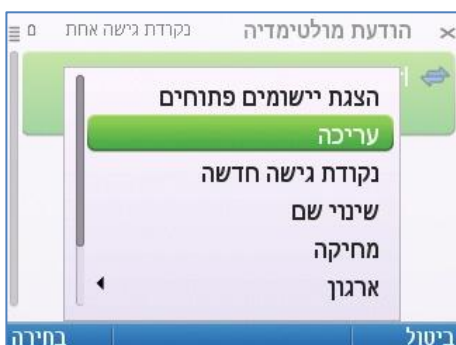 הודעת מולטימדיה
נקודת גישה אחת
הצגת יישומים פתוחים
עריכה
נקודת גישה חדשה
שינוי שם
מחיקה
ארגון
ביטול
בחירה